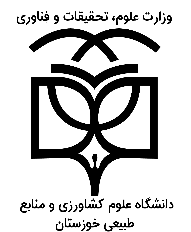 وزارت علوم، تحقیقات و فناوری
دانشگاه علوم کشاورزی و منابع
طبیعی خوزستان